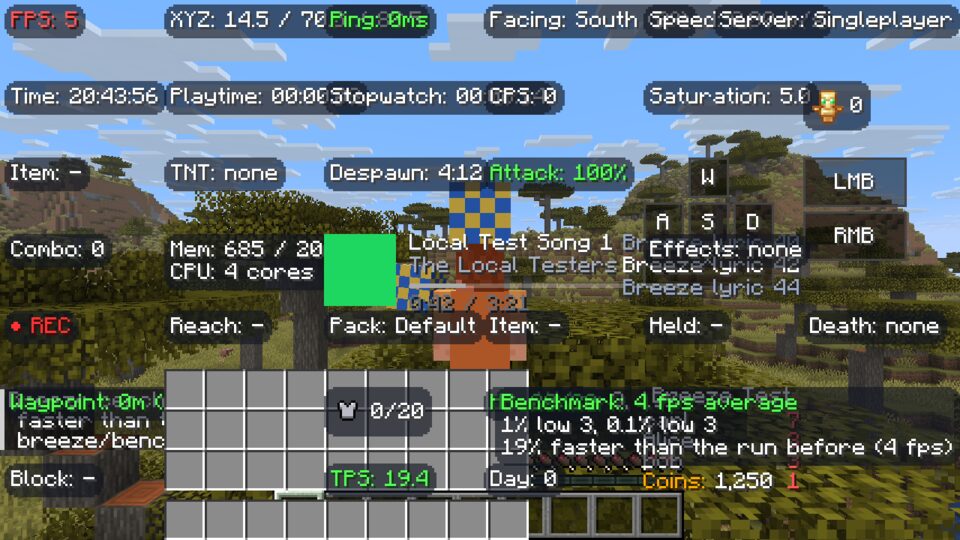 FPS: 5
XYZ: 14.5 / 70
Ping: 0ms
Facing: South
Speed
Server: Singleplayer
Time: 20:43:56
Playtime: 00:00
Stopwatch: 00
CPS: 0
Saturation: 5.0
0
Item: -
TNT: none
Despawn: 4:12
Attack: 100%
W
LMB
A S D
RMB
Combo: 0
Mem: 685 / 20
CPU: 4 cores
Local Test Song 1
The Local Testers
0:92 / 3:21
Effects: none
Breeze lyric 42
Breeze lyric 44
REC
Reach: -
Pack: Default
Item: -
Held: -
Death: none
Waypoint: 0m
faster than
breeze/benc
0/20
Breeze Test
Benchmark: 4 fps average
1% low 3, 0.1% low 3
19% faster than the run before (4 fps)
Block: -
TPS: 19.4
Day: 0
Coins: 1,250
1